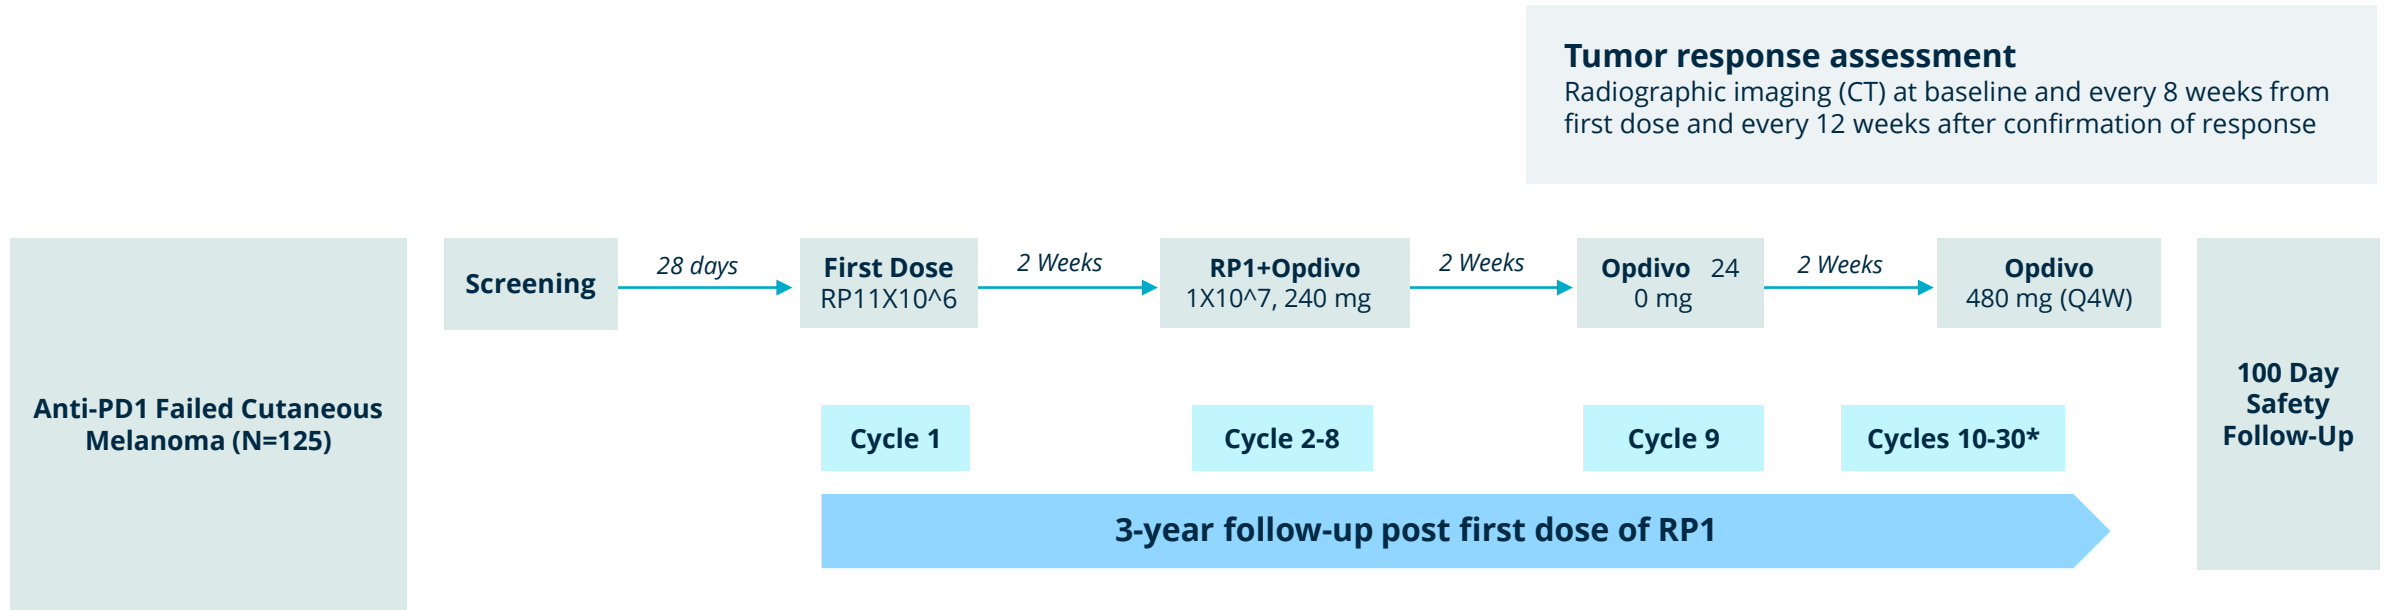 Tumor response assessment
Radiographic imaging (CT) at baseline and every 8 weeks from
first dose and every 12 weeks after confirmation of response
Anti-PD1 Failed Cutaneous
Melanoma (N=125)
Screening
28 days
First Dose
RP11X10^6
2 Weeks
RP1+Opdivo
1X10^7, 240 mg
2 Weeks
Opdivo 24
0 mg
2 Weeks
Opdivo
480 mg (Q4W)
100 Day
Safety
Follow-Up
Cycle 1
Cycle 2-8
Cycle 9
Cycles 10-30*
3-year follow-up post first dose of RP1